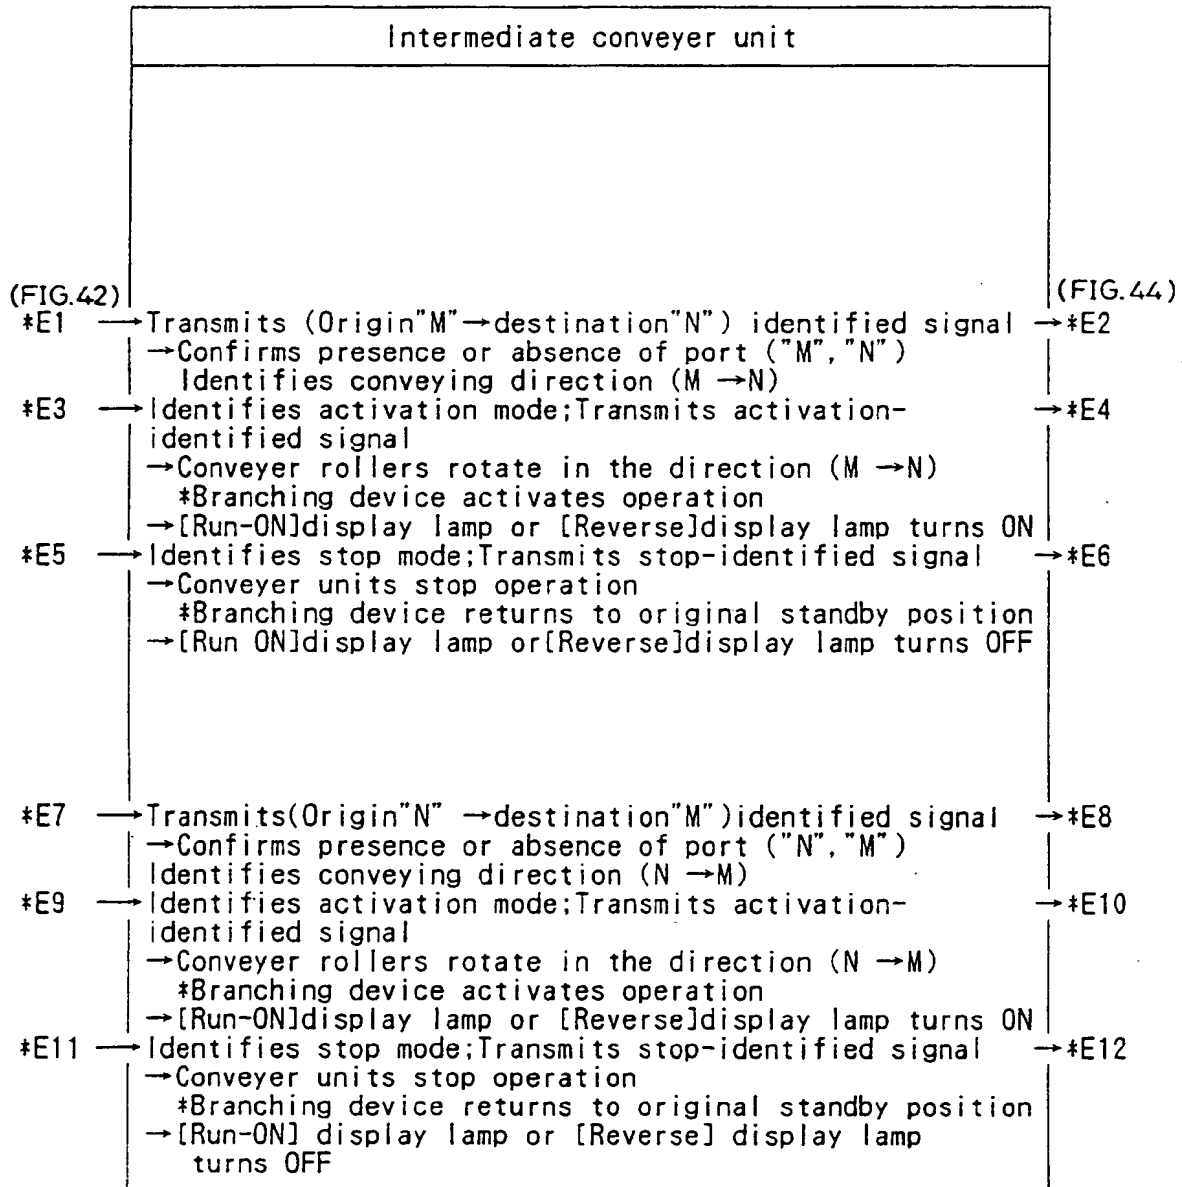 Intermediate conveyer unit
(FIG.42) (FIG.44)
*E1 →Transmits (Origin"M"→destination"N") identified signal →*E2
→Confirms presence or absence of port ("M","N")
Identifies conveying direction (M →N)
*E3 →Identifies activation mode;Transmits activation- →*E4
identified signal
→Conveyer rollers rotate in the direction (M →N)
*Branching device activates operation
→[Run-ON]display lamp or [Reverse]display lamp turns ON
*E5 →Identifies stop mode;Transmits stop-identified signal →*E6
→Conveyer units stop operation
*Branching device returns to original standby position
→[Run ON]display lamp or[Reverse]display lamp turns OFF
*E7 →Transmits(Origin"N" →destination"M")identified signal →*E8
→Confirms presence or absence of port ("N","M")
Identifies conveying direction (N →M)
*E9 →Identifies activation mode;Transmits activation- →*E10
identified signal
→Conveyer rollers rotate in the direction (N →M)
*Branching device activates operation
→[Run-ON]display lamp or [Reverse]display lamp turns ON
*E11 →Identifies stop mode;Transmits stop-identified signal →*E12
→Conveyer units stop operation
*Branching device returns to original standby position
→[Run-ON] display lamp or [Reverse] display lamp
turns OFF